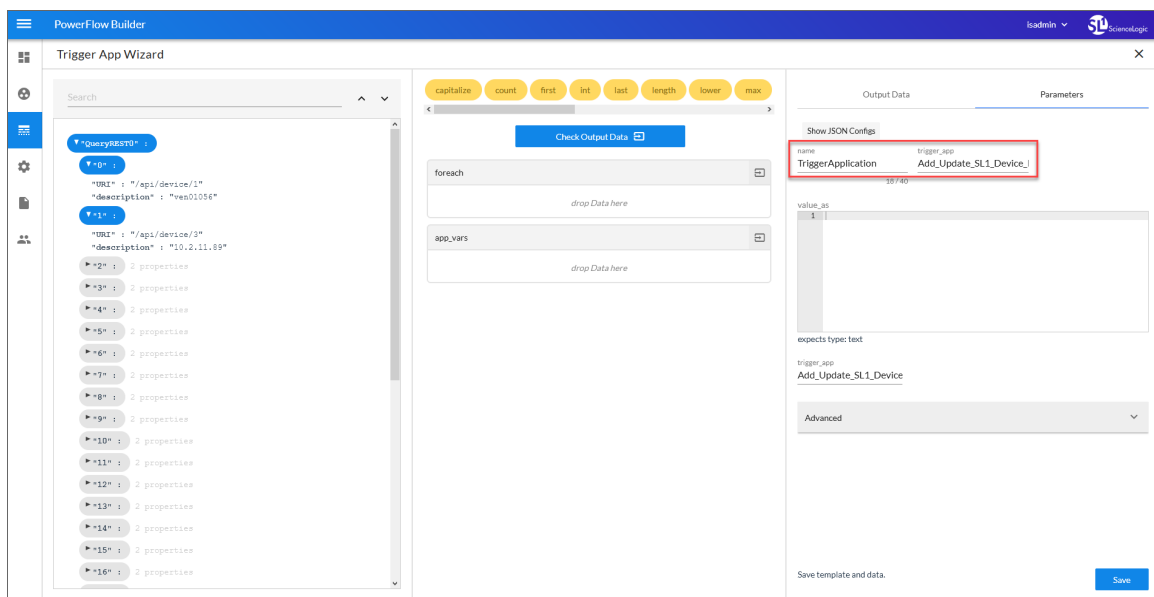 PowerFlow Builder
isadmin
SL ScienceLogic
Trigger App Wizard
Search
"QueryREST0" :
"0" :
"URI" : "/api/device/1"
"description" : "ven01056"
"1" :
"URI" : "/api/device/3"
"description" : "10.2.11.89"
"2" : 2 properties
"3" : 2 properties
"4" : 2 properties
"5" : 2 properties
"6" : 2 properties
"7" : 2 properties
"8" : 2 properties
"9" : 2 properties
"10" : 2 properties
"11" : 2 properties
"12" : 2 properties
"13" : 2 properties
"14" : 2 properties
"15" : 2 properties
"16" : 2 properties
capitalize count first int last length lower max
Check Output Data
foreach
drop Data here
app_vars
drop Data here
Output Data Parameters
Show JSON Configs
name trigger_app
TriggerApplication Add_Update_SL1_Device_
18 / 40
value_as
1
expects type: text
trigger_app
Add_Update_SL1_Device
Advanced
Save template and data.
Save